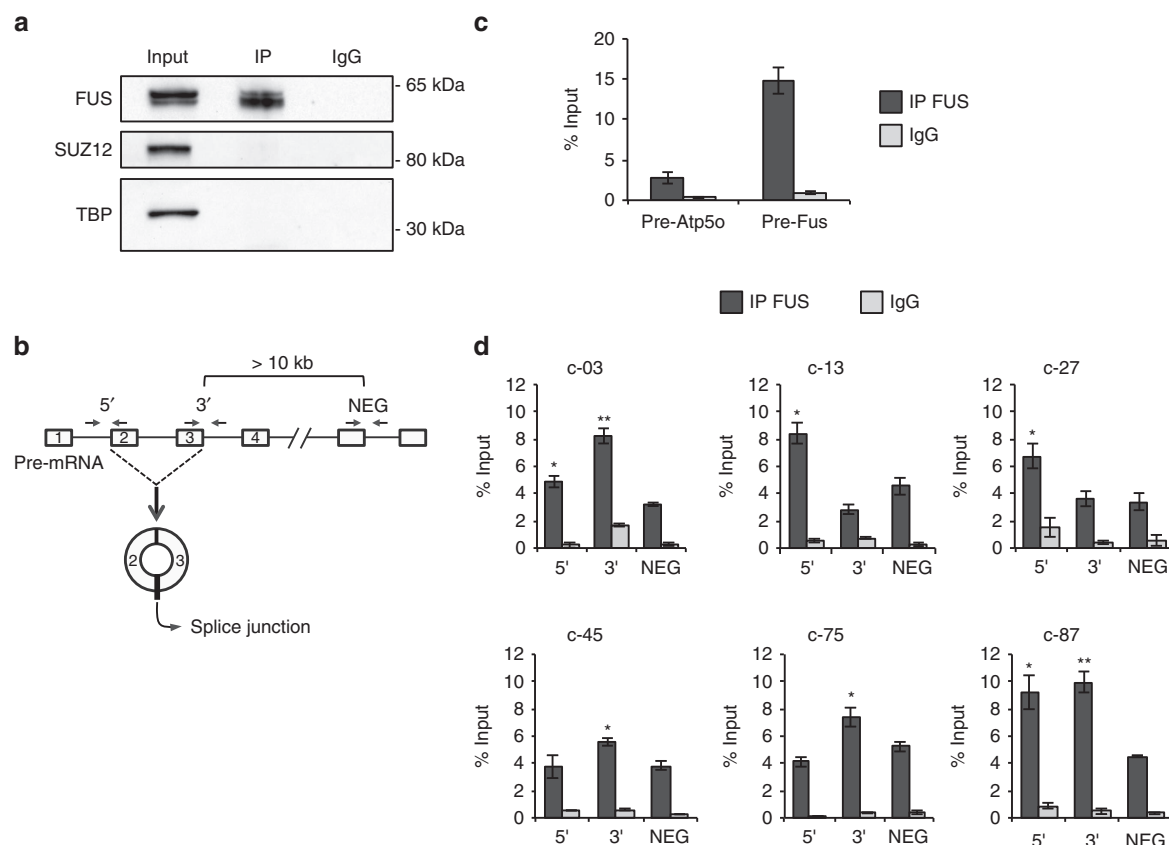 a
Input IP IgG
FUS
- 65 kDa
SUZ12
- 80 kDa
TBP
- 30 kDa
c
% Input
20
15
10
5
0
Pre-Atp5o Pre-Fus
IP FUS
IgG
IP FUS IgG
b
> 10 kb
5′ 3′ NEG
1 2 3 4
Pre-mRNA
2 3
Splice junction
d
c-03
% Input
12
10
8
6
4
2
0
* **
5' 3' NEG
c-13
% Input
12
10
8
6
4
2
0
*
5' 3' NEG
c-27
% Input
12
10
8
6
4
2
0
*
5' 3' NEG
c-45
% Input
12
10
8
6
4
2
0
*
5' 3' NEG
c-75
% Input
12
10
8
6
4
2
0
*
5' 3' NEG
c-87
% Input
12
10
8
6
4
2
0
* **
5' 3' NEG